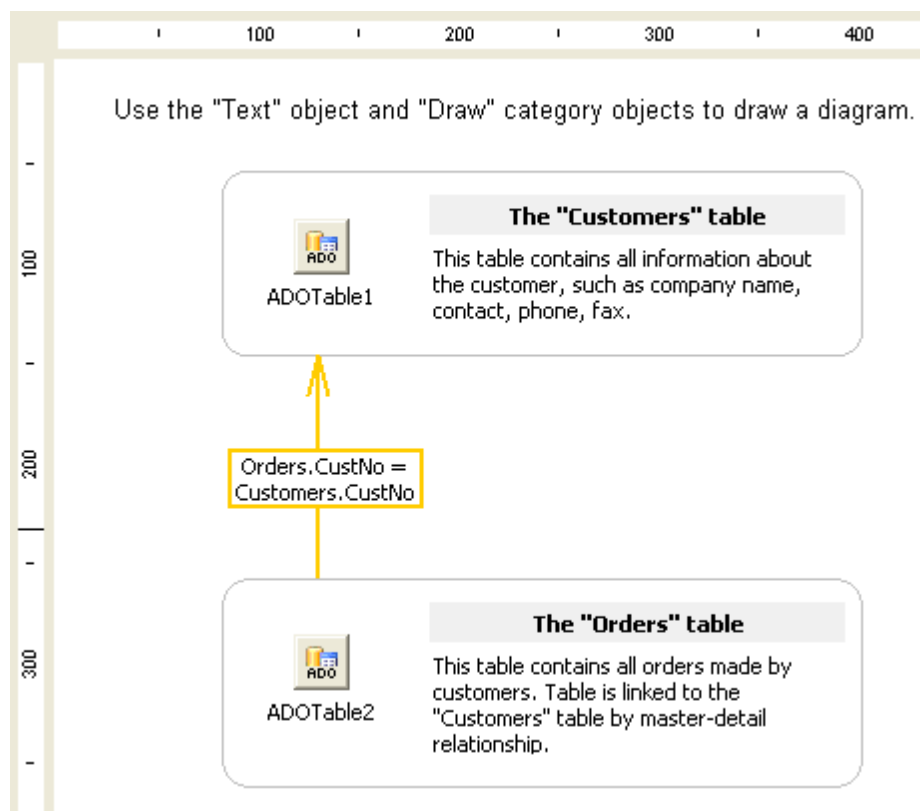 100 200 300 400
Use the "Text" object and "Draw" category objects to draw a diagram.
100
The "Customers" table
This table contains all information about
the customer, such as company name,
contact, phone, fax.
ADO
ADOTable1
200
Orders.CustNo =
Customers.CustNo
300
The "Orders" table
This table contains all orders made by
customers. Table is linked to the
"Customers" table by master-detail
relationship.
ADO
ADOTable2